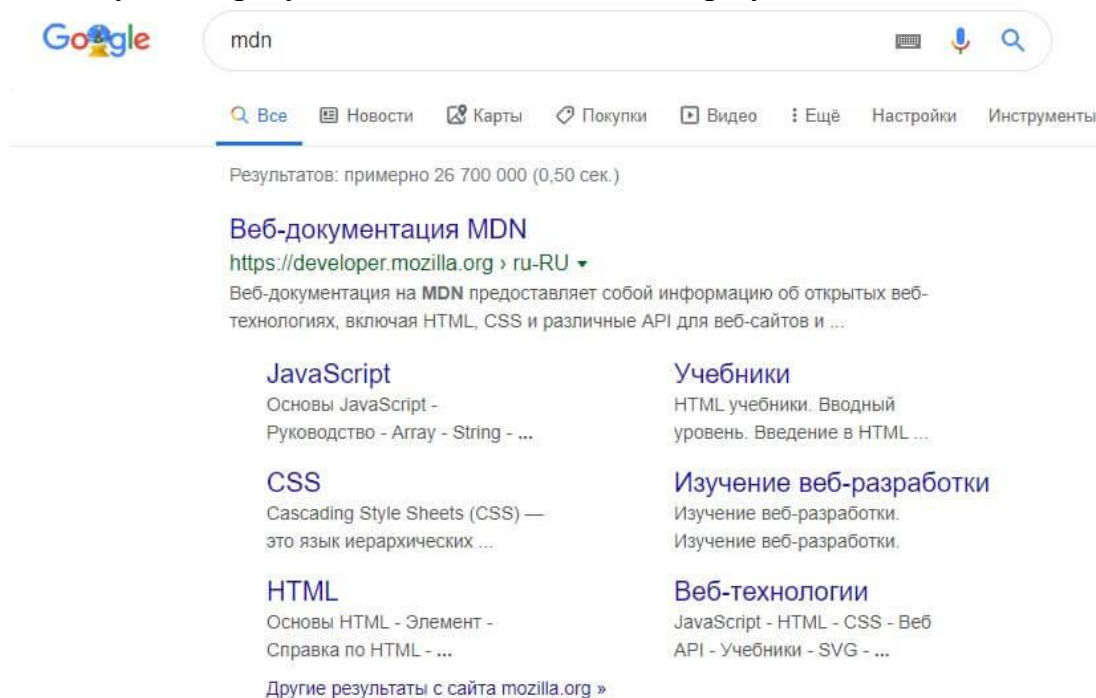 Google
mdn
Все Новости Карты Покупки Видео Ещё Настройки Инструменты
Результатов: примерно 26 700 000 (0,50 сек.)
Веб-документация MDN
https://developer.mozilla.org › ru-RU
Веб-документация на MDN предоставляет собой информацию об открытых веб-
технологиях, включая HTML, CSS и различные API для веб-сайтов и ...
JavaScript
Основы JavaScript -
Руководство - Array - String - ...
Учебники
HTML учебники. Вводный
уровень. Введение в HTML ...
CSS
Cascading Style Sheets (CSS) —
это язык иерархических ...
Изучение веб-разработки
Изучение веб-разработки.
Изучение веб-разработки.
HTML
Основы HTML - Элемент -
Справка по HTML - ...
Веб-технологии
JavaScript - HTML - CSS - Веб
API - Учебники - SVG - ...
Другие результаты с сайта mozilla.org »